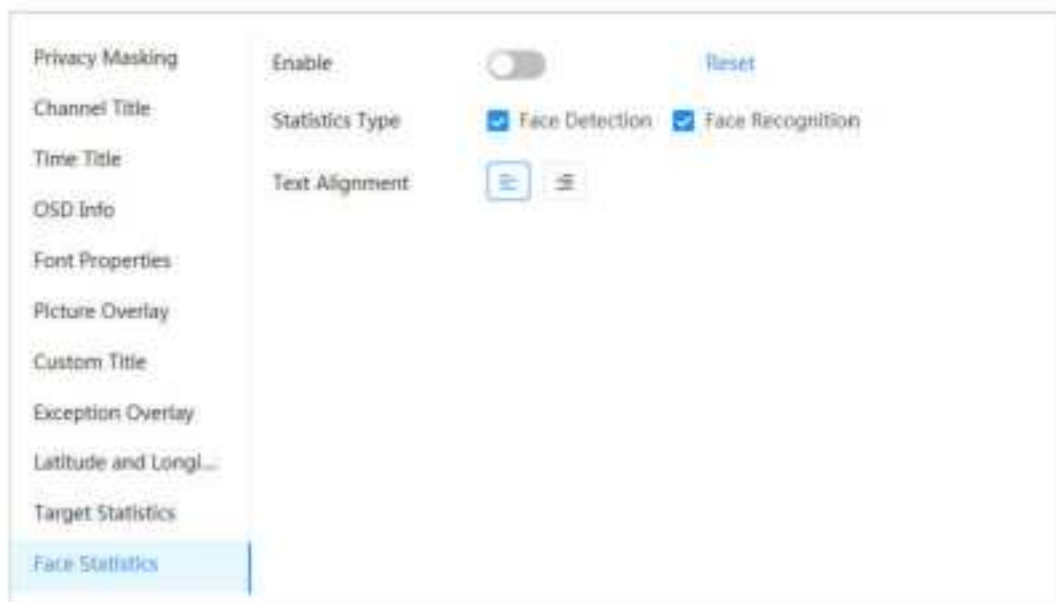 Privacy Masking
Channel Title
Time Title
OSD Info
Font Properties
Picture Overlay
Custom Title
Exception Overlay
Latitude and Longi...
Target Statistics
Face Statistics
Enable Reset
Statistics Type Face Detection Face Recognition
Text Alignment